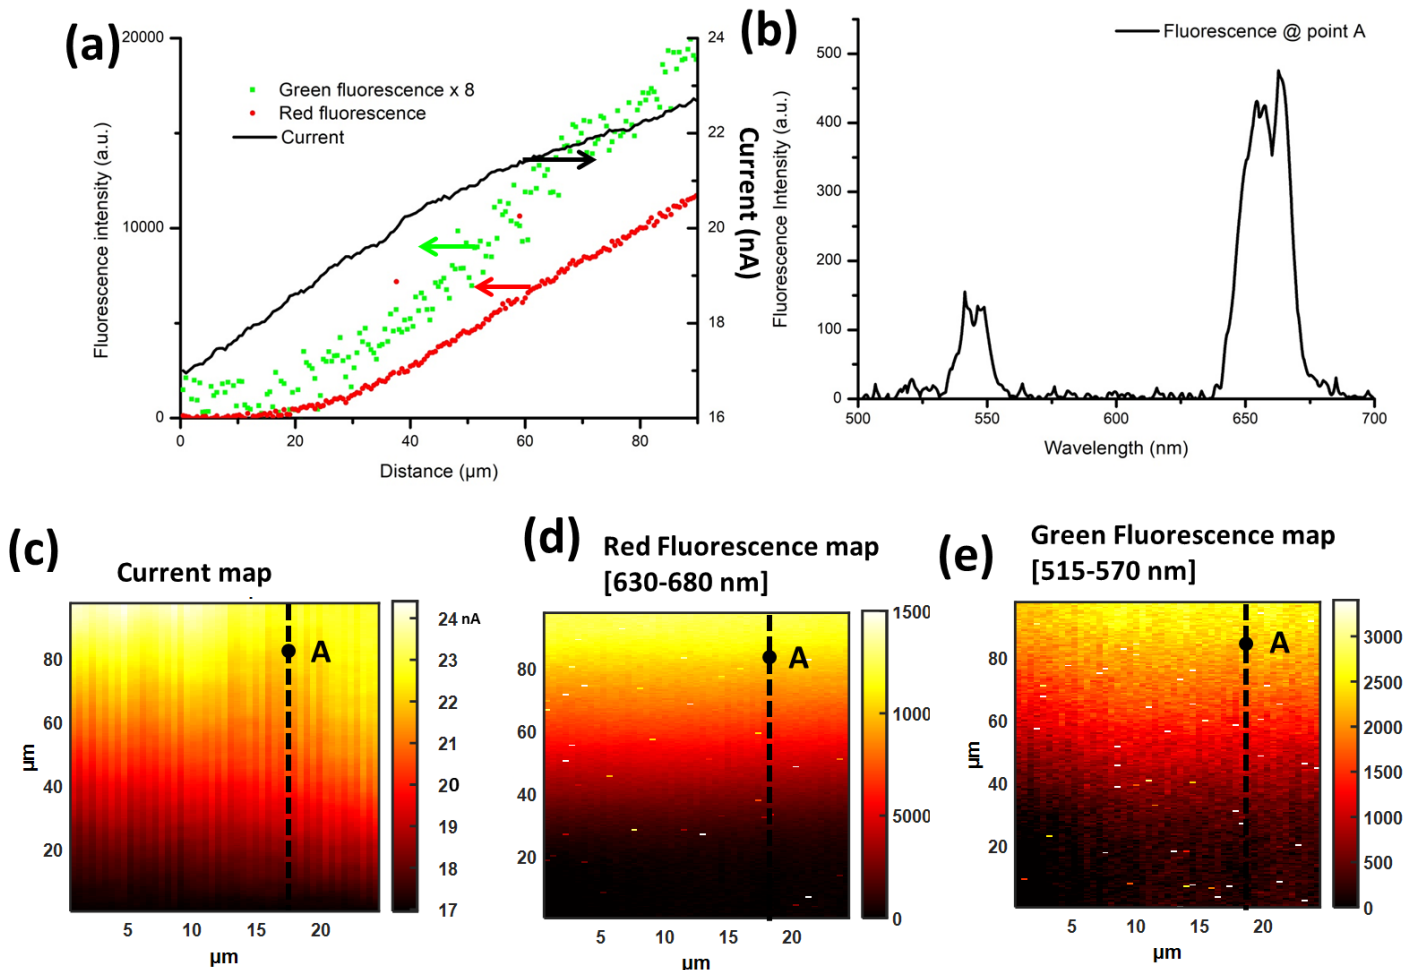 (a)
20000
24
Green fluorescence x 8
Red fluorescence
Current
22
10000
20
18
0
16
0
20
40
60
80
Fluorescence intensity (a.u.)
Current (nA)
Distance (μm)
(b)
Fluorescence @ point A
500
400
300
200
100
0
500
550
600
650
700
Fluorescence Intensity (a.u.)
Wavelength (nm)
(c)
Current map
A
80
60
40
20
μm
5
10
15
20
μm
24 nA
23
22
21
20
19
18
17
(d)
Red Fluorescence map
[630-680 nm]
A
80
60
40
20
5
10
15
20
μm
1500
1000
5000
0
(e)
Green Fluorescence map
[515-570 nm]
A
80
60
40
20
μm
5
10
15
20
μm
3000
2500
2000
1500
1000
500
0